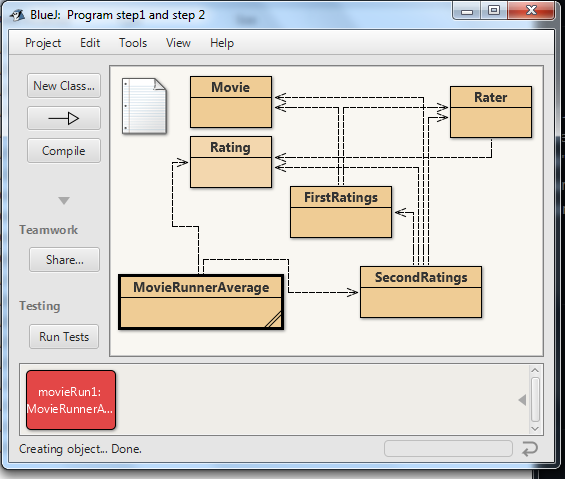 BlueJ: Program step1 and step 2
Project Edit Tools View Help
New Class...
Compile
Teamwork
Share...
Testing
Run Tests
Movie
Rater
Rating
FirstRatings
MovieRunnerAverage
SecondRatings
movieRun1:
MovieRunnerA...
Creating object... Done.